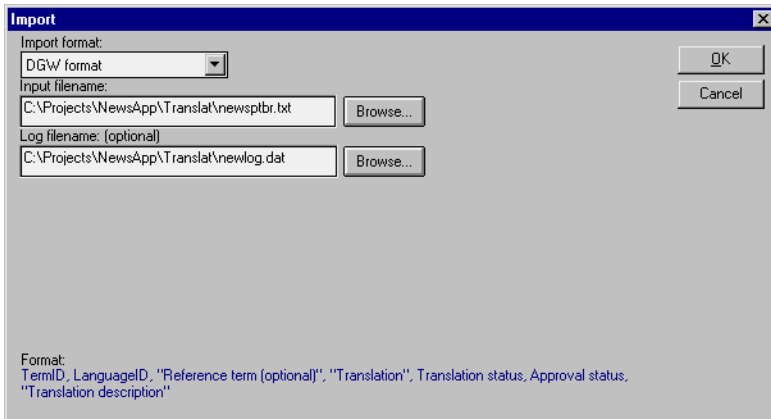 Import
Import format:
DGW format
OK
Input filename:
C:\Projects\NewsApp\Translat\newsptbr.txt
Browse...
Cancel
Log filename: (optional)
C:\Projects\NewsApp\Translat\newlog.dat
Browse...
Format:
TermID, LanguageID, "Reference term (optional)", "Translation", Translation status, Approval status,
"Translation description"